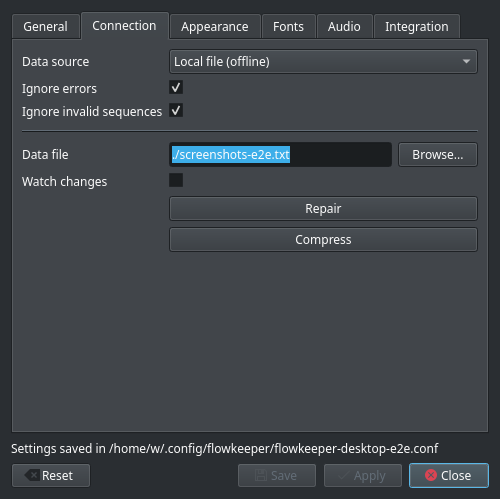 General Connection Appearance Fonts Audio Integration
Data source Local file (offline)
Ignore errors
Ignore invalid sequences
Data file ./screenshots-e2e.txt Browse...
Watch changes
Repair
Compress
Settings saved in /home/w/.config/flowkeeper/flowkeeper-desktop-e2e.conf
Reset Save Apply Close